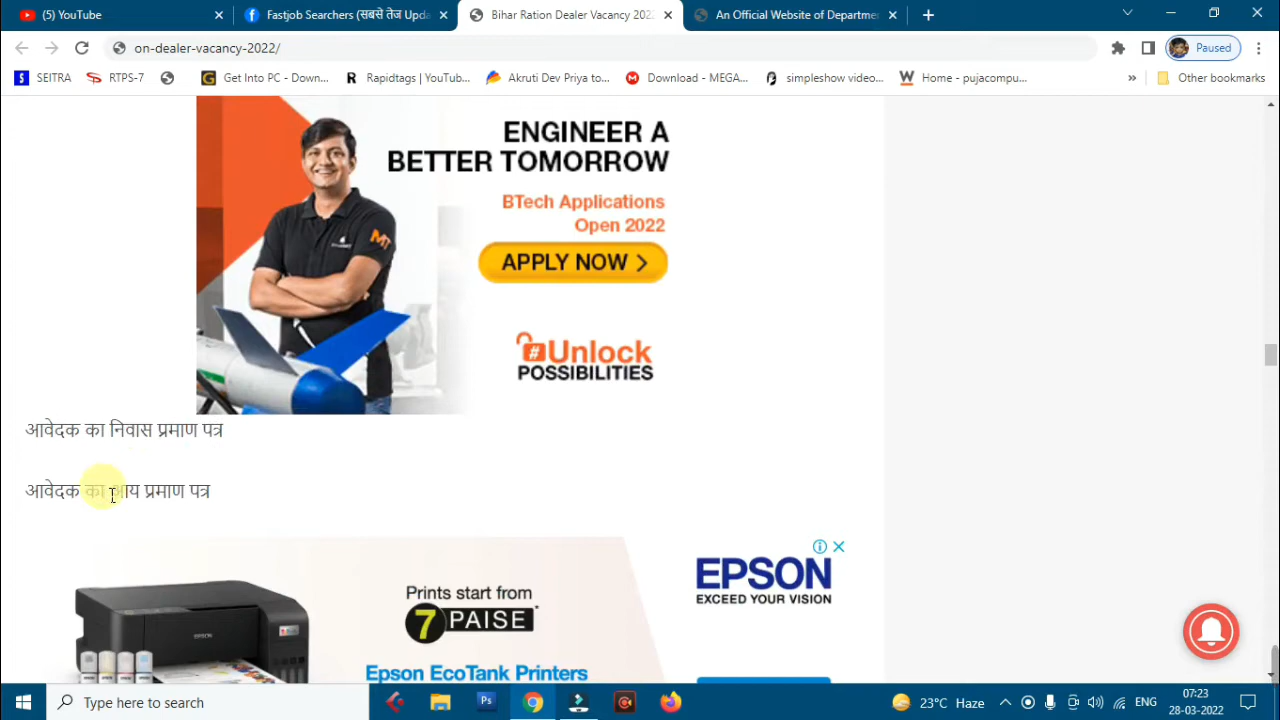 (5) YouTube
Fastjob Searchers (सबसे तेज Upda
Bihar Ration Dealer Vacancy 202
An Official Website of Departme
on-dealer-vacancy-2022/
Paused
SEITRA
RTPS-7
Get Into PC - Down...
Rapidtags | YouTub...
Akruti Dev Priya to...
Download - MEGA...
simpleshow video...
Home - pujacompu...
»
Other bookmarks
ENGINEER A
BETTER TOMORROW
BTech Applications
Open 2022
APPLY NOW >
MT
#Unlock
POSSIBILITIES
आवेदक का निवास प्रमाण पत्र
आवेदक का आय प्रमाण पत्र
EPSON
EXCEED YOUR VISION
Prints start from
7 PAISE*
Epson EcoTank Printers
EPSON
Type here to search
Ps
23°C Haze
ENG
07:23
28-03-2022